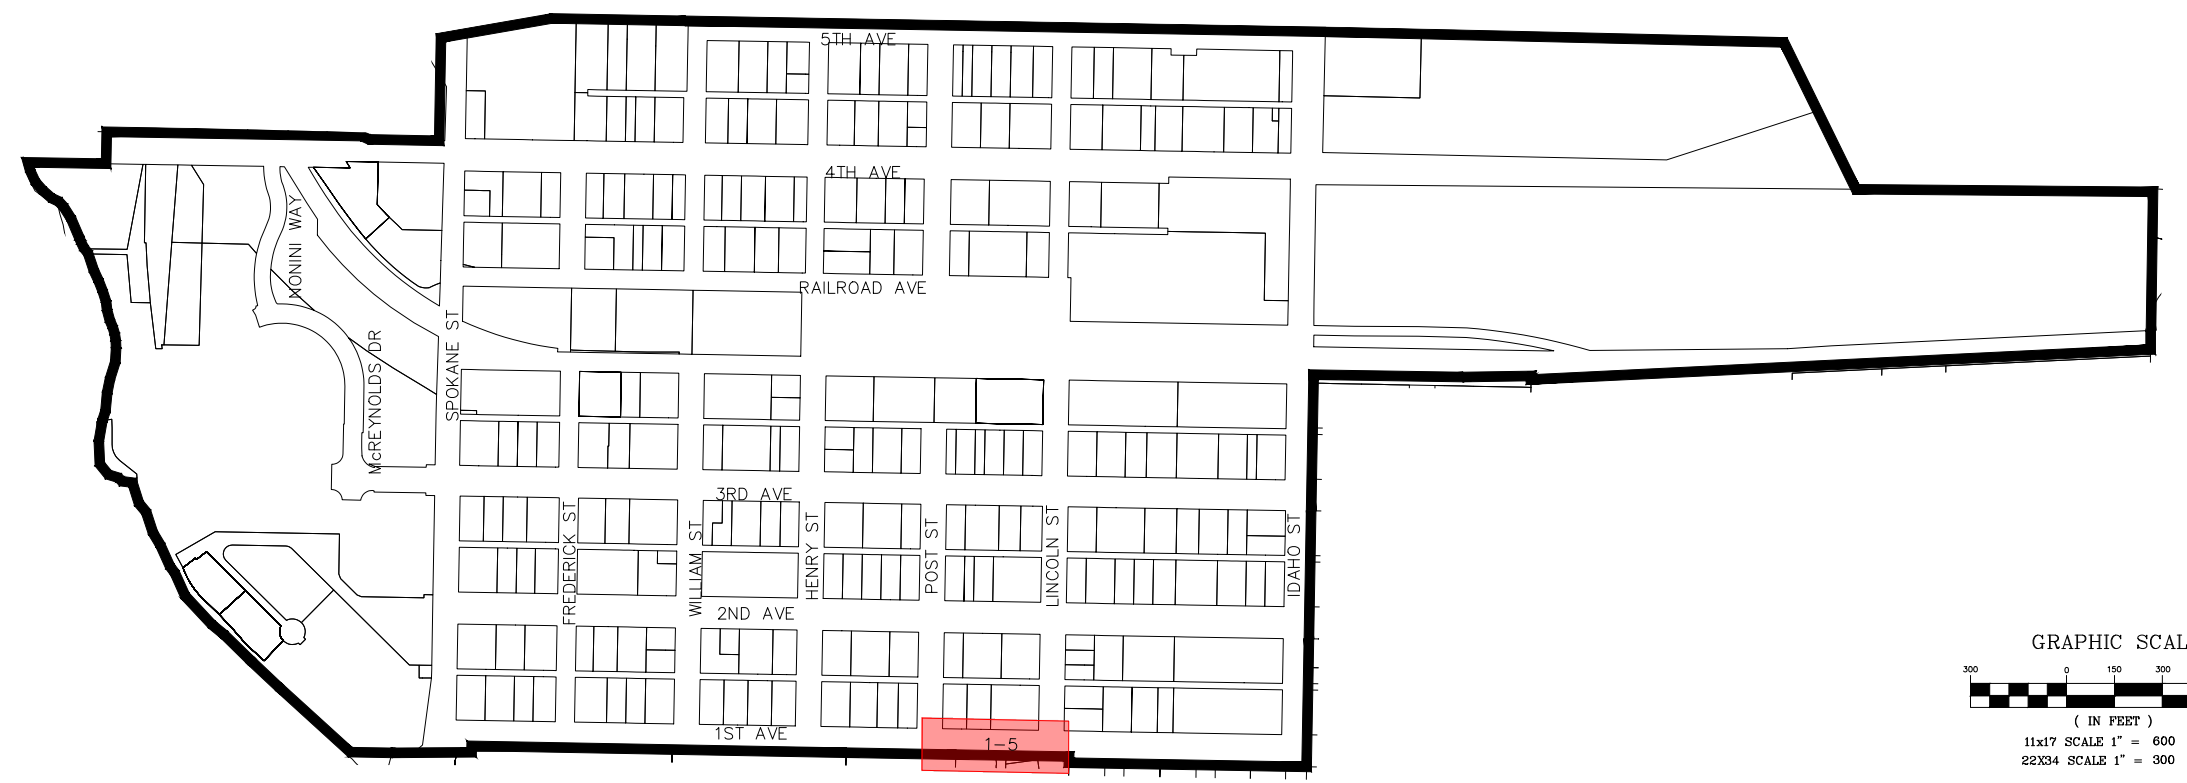 5TH AVE
4TH AVE
NONINI WAY
RAILROAD AVE
McREYNOLDS DR
SPOKANE ST
3RD AVE
FREDERICK ST
WILLIAM ST
HENRY ST
POST ST
LINCOLN ST
IDAHO ST
2ND AVE
1ST AVE
1-5
GRAPHIC SCAL
300 0 150 300
( IN FEET )
11x17 SCALE 1" = 600
22X34 SCALE 1" = 300